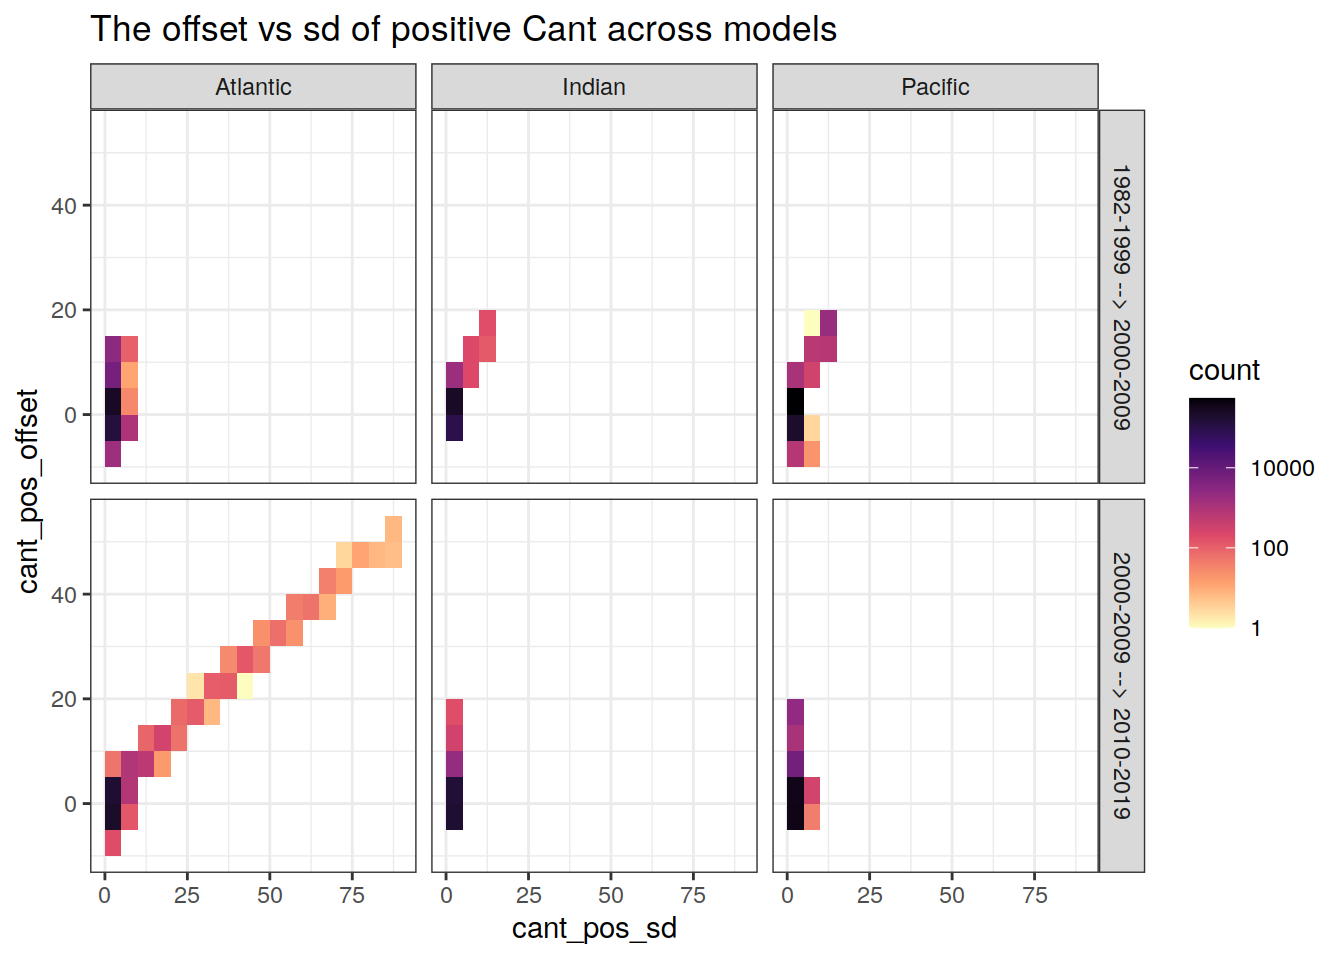 The offset vs sd of positive Cant across models
Atlantic
Indian
Pacific
40
20
0
1982-1999 --> 2000-2009
40
20
0
2000-2009 --> 2010-2019
0 25 50 75
0 25 50 75
0 25 50 75
cant_pos_sd
cant_pos_offset
count
10000
100
1